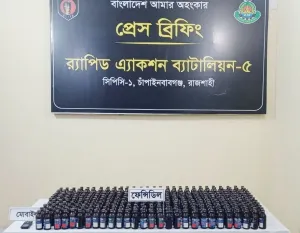 বাংলাদেশ আমার অহংকার
প্রেস ব্রিফিং
র‍্যাপিড এ্যাকশন ব্যাটালিয়ন-৫
সিপিসি-১, চাঁপাইনবাবগঞ্জ, রাজশাহী
ফেন্সিডিল
মোবাইল